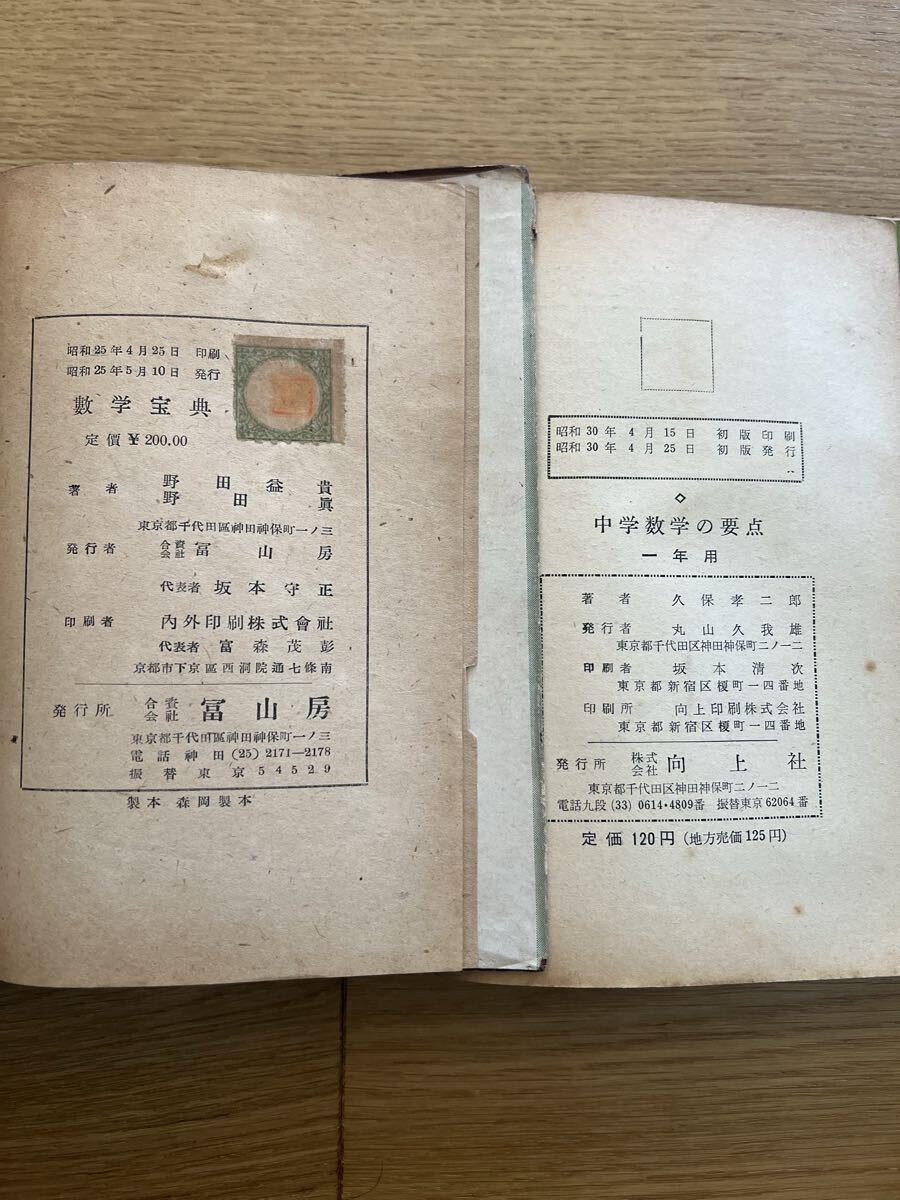 昭和25年4月25日 印刷
昭和25年5月10日 発行
數学宝典
定價 ¥ 200.00
著者 野田益貴
野田眞
東京都千代田區神田神保町一ノ三
発行者 合資会社 冨山房
代表者 坂本守正
印刷者 內外印刷株式會社
代表者 富森茂彭
京都市下京區西洞院通七條南
発行所 合資会社 冨山房
東京都千代田區神田神保町一ノ三
電話神田(25)2171—2178
振替東京54529
製本 森岡製本
昭和30年4月15日 初版印刷
昭和30年4月25日 初版発行
中学数学の要点
一年用
著者 久保孝二郎
発行者 丸山久我雄
東京都千代田区神田神保町二ノ一二
印刷者 坂本清次
東京都新宿区榎町一四番地
印刷所 向上印刷株式会社
東京都新宿区榎町一四番地
発行所 株式会社 向上社
東京都千代田区神田神保町二ノ一二
電話九段(33)0614・4809番 振替東京62064番
定価120円(地方売価125円)